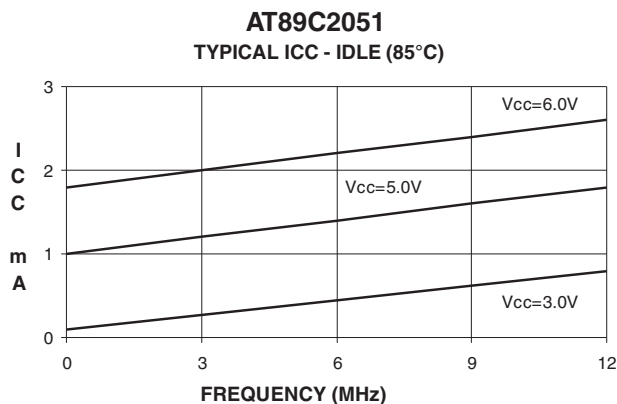 AT89C2051
TYPICAL ICC - IDLE (85°C)
3
Vcc=6.0V
I
C
C
m
A
2
Vcc=5.0V
1
Vcc=3.0V
0
0 3 6 9 12
FREQUENCY (MHz)